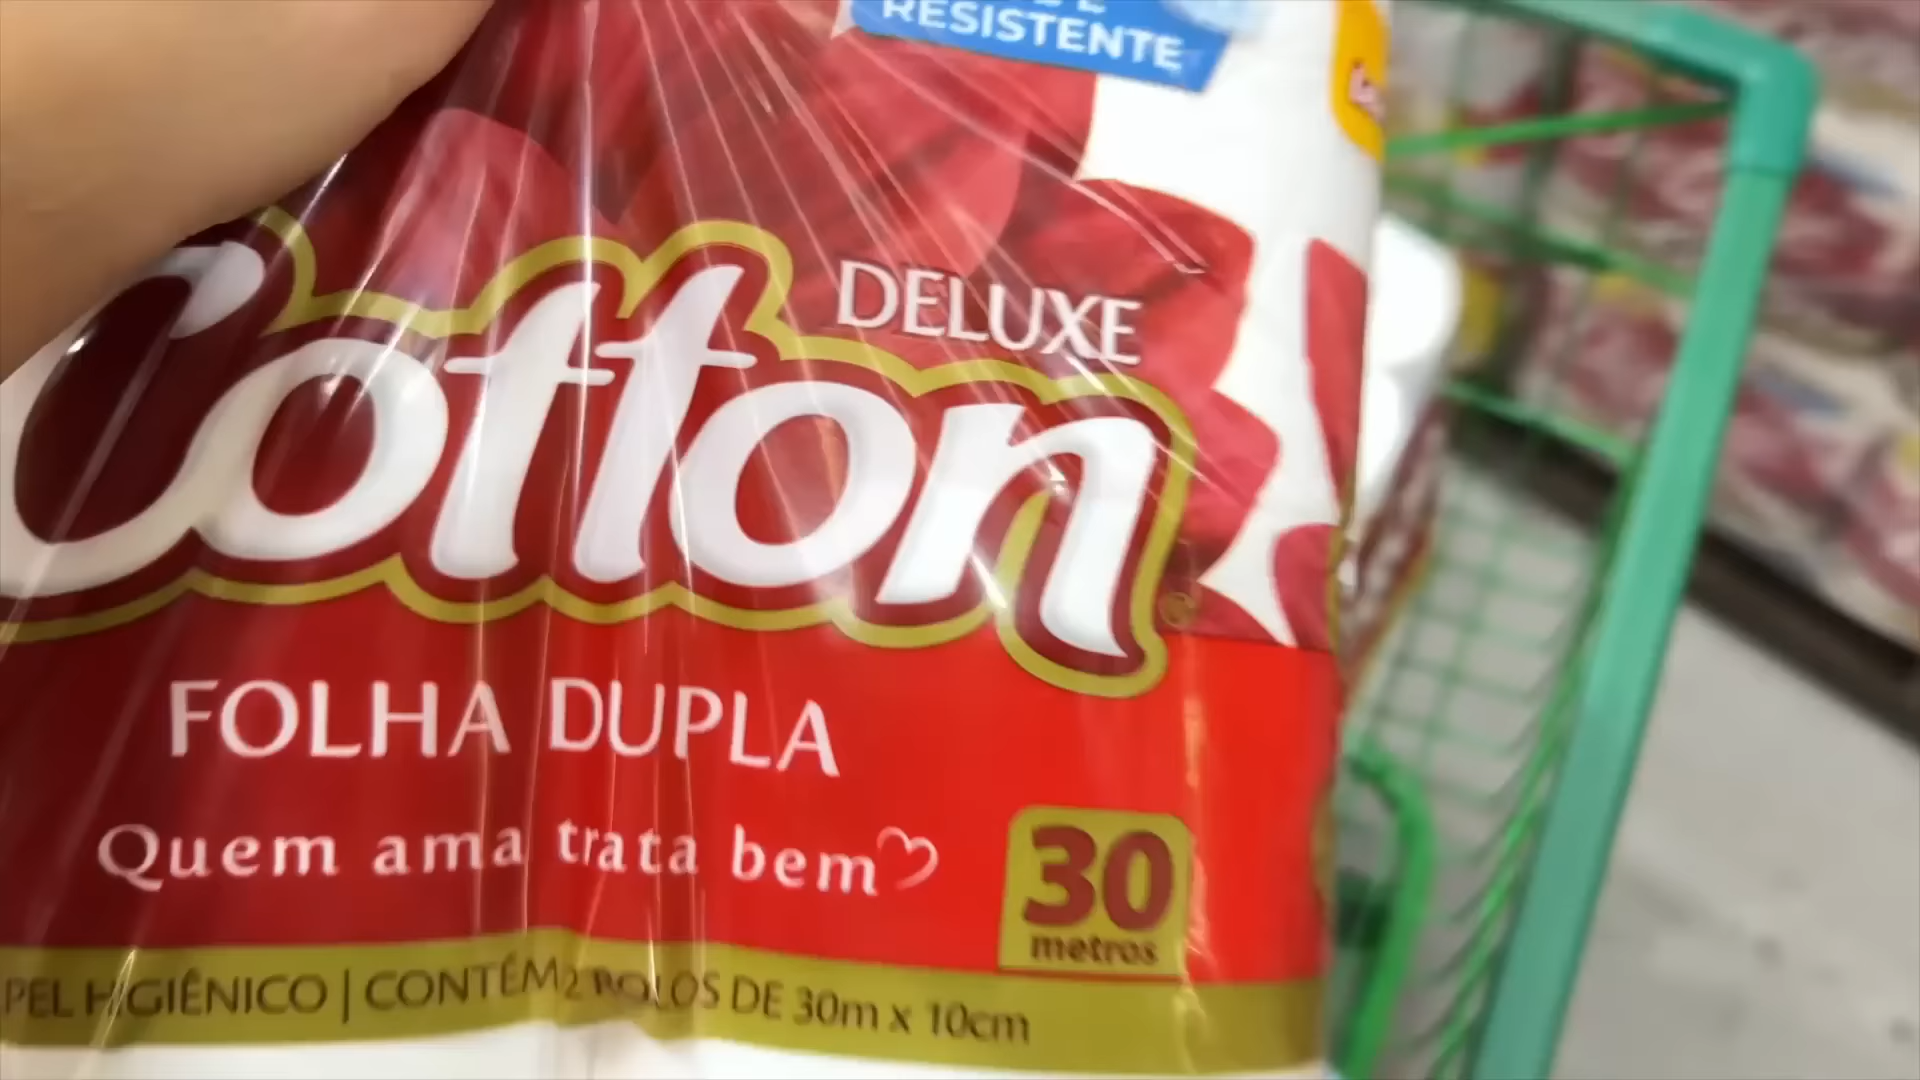 RESISTENTE
DELUXE
Cotton
FOLHA DUPLA
Quem ama trata bem
30
metros
PEL HIGIÊNICO | CONTÉM 2 ROLOS DE 30m x 10cm